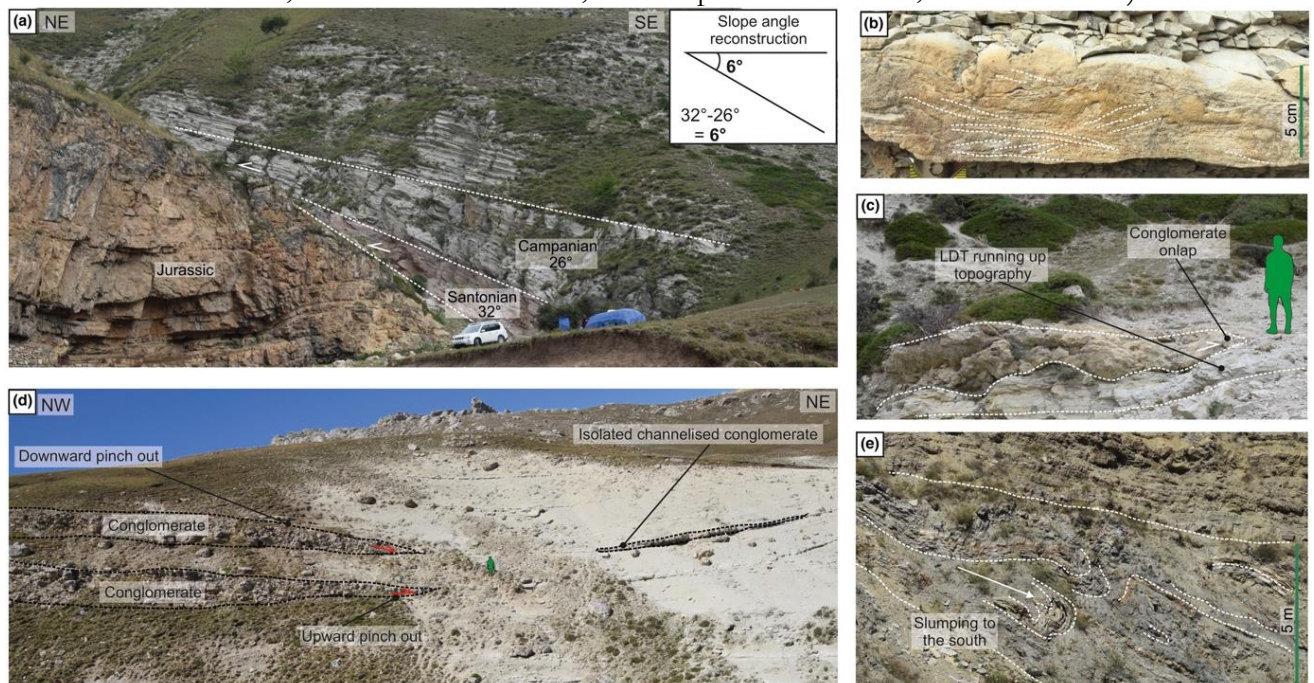 (a) NE
SE
Slope angle
reconstruction
6°
32°-26°
= 6°
Jurassic
Campanian
26°
Santonian
32°
(b)
5 cm
(c)
Conglomerate
onlap
LDT running up
topography
(d) NW
NE
Isolated channelised conglomerate
Downward pinch out
Conglomerate
Conglomerate
Upward pinch out
(e)
Slumping to
the south
5 m